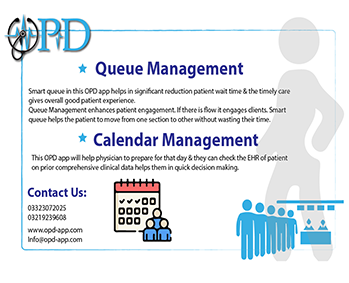 OPD
Queue Management
Smart queue in this OPD app helps in significant reduction patient wait time & the timely care
gives overall good patient experience.
Queue Management enhances patient engagement. If there is flow it engages clients. Smart
queue helps the patient to move from one section to other without wasting their time.
Calendar Management
This OPD app will help physician to prepare for that day & they can check the EHR of patient
on prior comprehensive clinical data helps them in quick decision making.
Contact Us:
03323072025
03219239608
www.opd-app.com
Info@opd-app.com